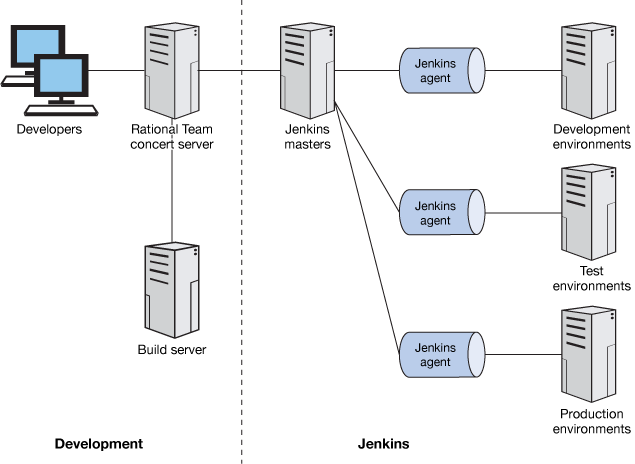 Developers
Rational Team
concert server
Build server
Development
Jenkins
masters
Jenkins
agent
Development
environments
Jenkins
agent
Test
environments
Jenkins
agent
Production
environments
Jenkins